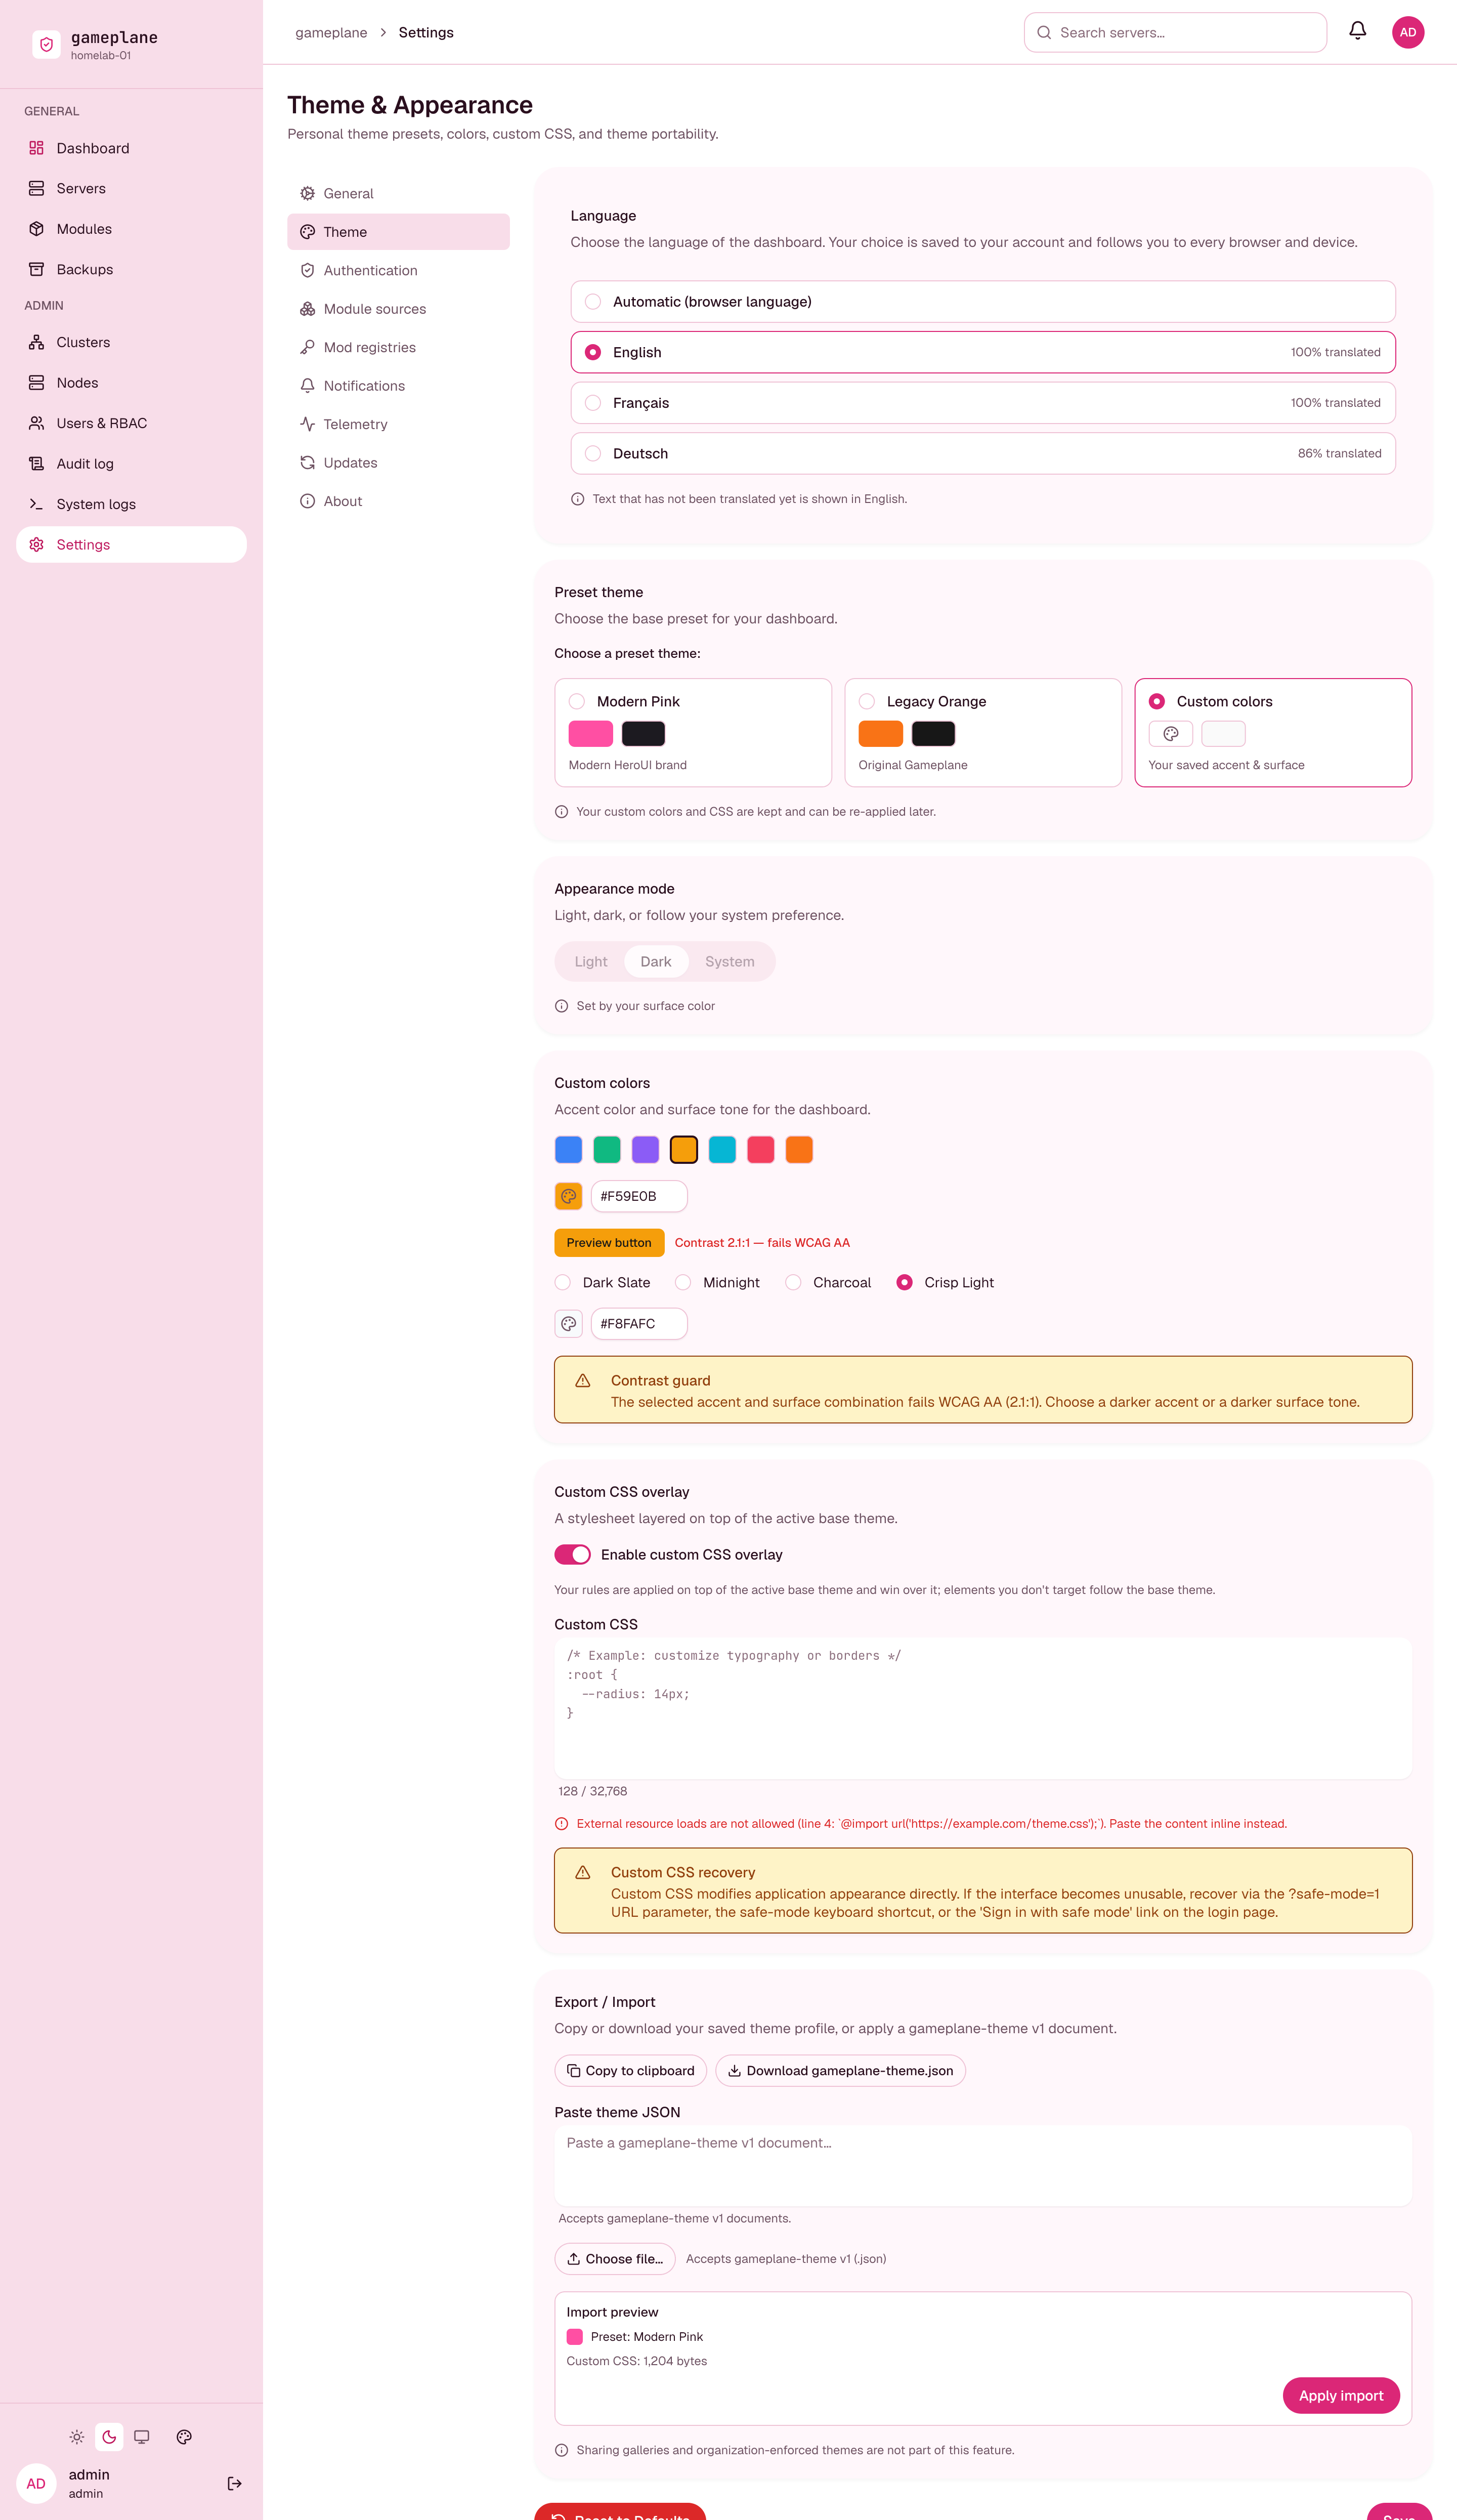 gameplane
homelab-01
GENERAL
Dashboard
Servers
Modules
Backups
ADMIN
Clusters
Nodes
Users & RBAC
Audit log
System logs
Settings
admin
admin
AD
gameplane > Settings
Search servers...
AD
Theme & Appearance
Personal theme presets, colors, custom CSS, and theme portability.
General
Theme
Authentication
Module sources
Mod registries
Notifications
Telemetry
Updates
About
Language
Choose the language of the dashboard. Your choice is saved to your account and follows you to every browser and device.
Automatic (browser language)
English 100% translated
Français 100% translated
Deutsch 86% translated
Text that has not been translated yet is shown in English.
Preset theme
Choose the base preset for your dashboard.
Choose a preset theme:
Modern Pink
Modern HeroUI brand
Legacy Orange
Original Gameplane
Custom colors
Your saved accent & surface
Your custom colors and CSS are kept and can be re-applied later.
Appearance mode
Light, dark, or follow your system preference.
Light Dark System
Set by your surface color
Custom colors
Accent color and surface tone for the dashboard.
#F59E0B
Preview button Contrast 2.1:1 — fails WCAG AA
Dark Slate Midnight Charcoal Crisp Light
#F8FAFC
Contrast guard
The selected accent and surface combination fails WCAG AA (2.1:1). Choose a darker accent or a darker surface tone.
Custom CSS overlay
A stylesheet layered on top of the active base theme.
Enable custom CSS overlay
Your rules are applied on top of the active base theme and win over it; elements you don't target follow the base theme.
Custom CSS
/* Example: customize typography or borders */
:root {
--radius: 14px;
}
128 / 32,768
External resource loads are not allowed (line 4: `@import url('https://example.com/theme.css');`). Paste the content inline instead.
Custom CSS recovery
Custom CSS modifies application appearance directly. If the interface becomes unusable, recover via the ?safe-mode=1
URL parameter, the safe-mode keyboard shortcut, or the 'Sign in with safe mode' link on the login page.
Export / Import
Copy or download your saved theme profile, or apply a gameplane-theme v1 document.
Copy to clipboard
Download gameplane-theme.json
Paste theme JSON
Paste a gameplane-theme v1 document...
Accepts gameplane-theme v1 documents.
Choose file... Accepts gameplane-theme v1 (.json)
Import preview
Preset: Modern Pink
Custom CSS: 1,204 bytes
Apply import
Sharing galleries and organization-enforced themes are not part of this feature.
Reset to Defaults
Save